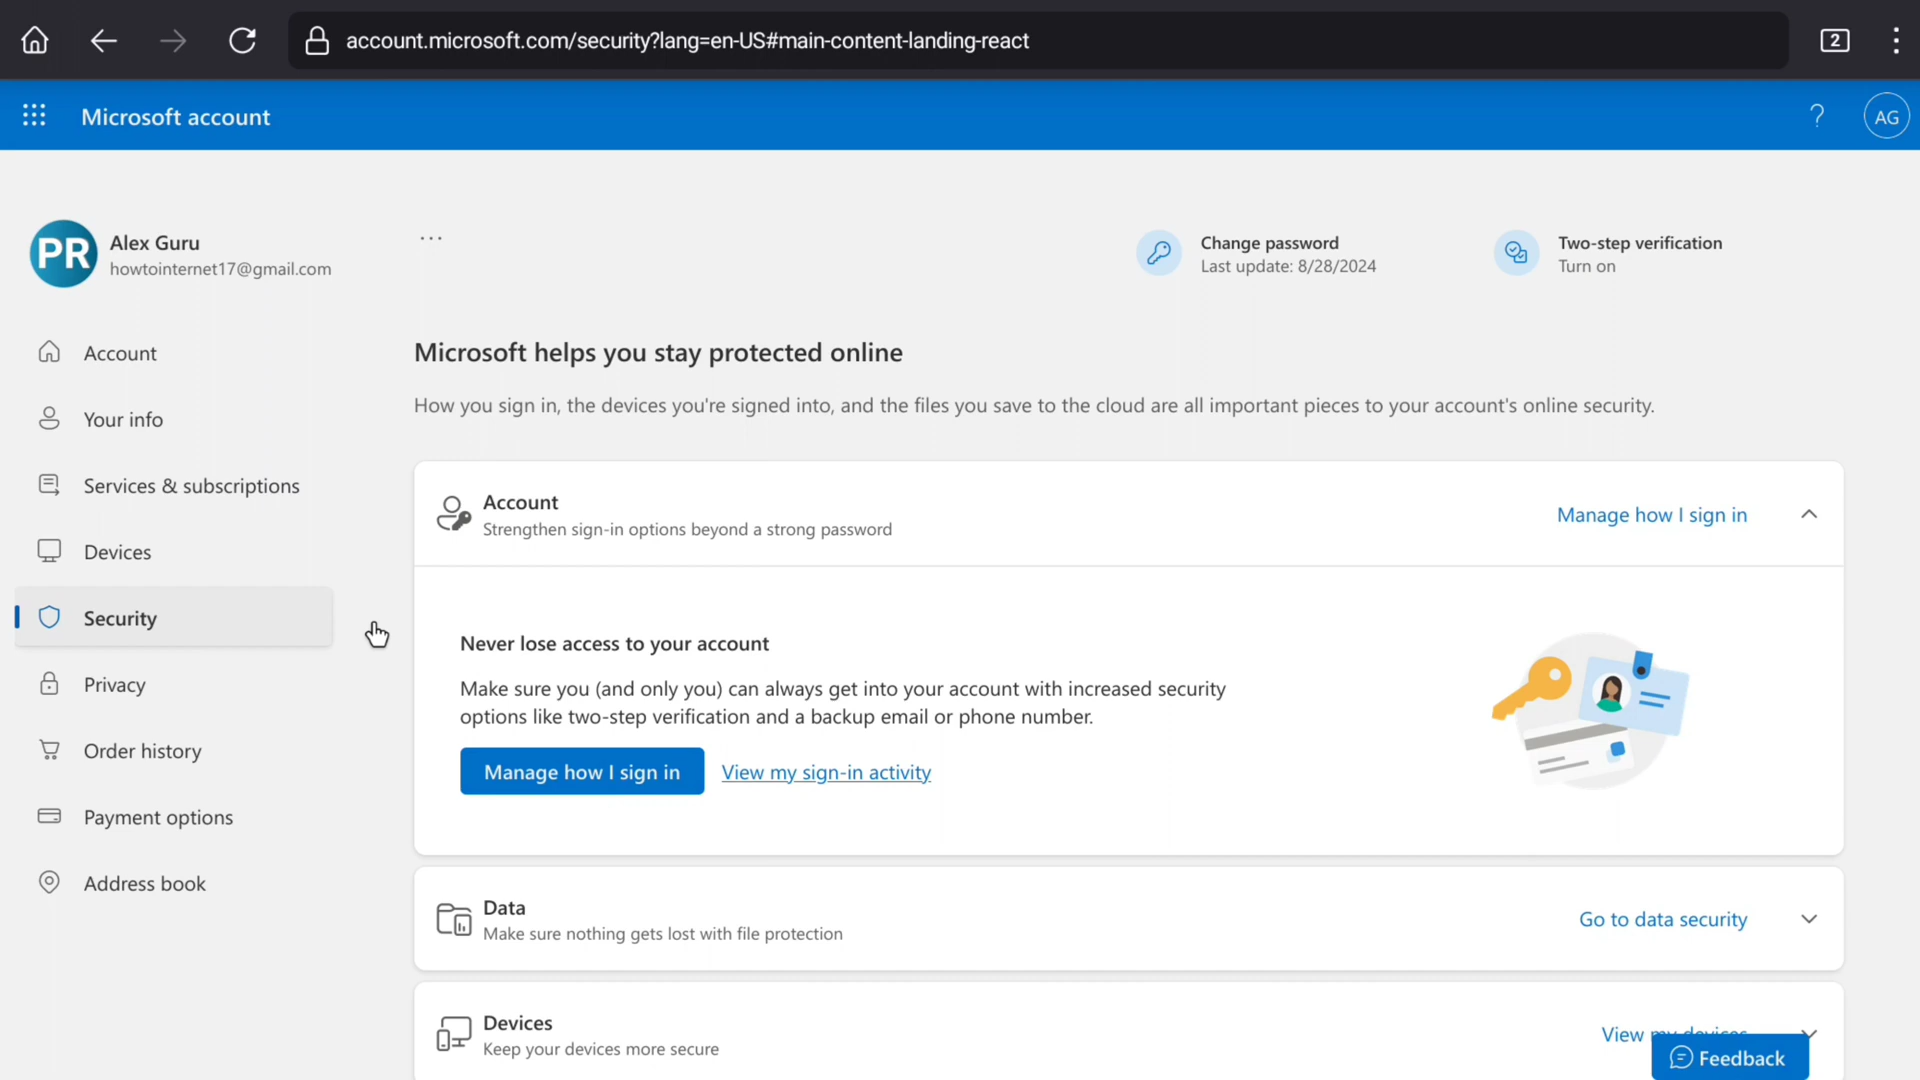 account.microsoft.com/security?lang=en-US#main-content-landing-react
2
Microsoft account
?
AG
PR
Alex Guru
howtointernet17@gmail.com
...
Change password
Last update: 8/28/2024
Two-step verification
Turn on
Account
Your info
Services & subscriptions
Devices
Security
Privacy
Order history
Payment options
Address book
Microsoft helps you stay protected online
How you sign in, the devices you're signed into, and the files you save to the cloud are all important pieces to your account's online security.
Account
Strengthen sign-in options beyond a strong password
Manage how I sign in
Never lose access to your account
Make sure you (and only you) can always get into your account with increased security
options like two-step verification and a backup email or phone number.
Manage how I sign in
View my sign-in activity
Data
Make sure nothing gets lost with file protection
Go to data security
Devices
Keep your devices more secure
View my devices
Feedback